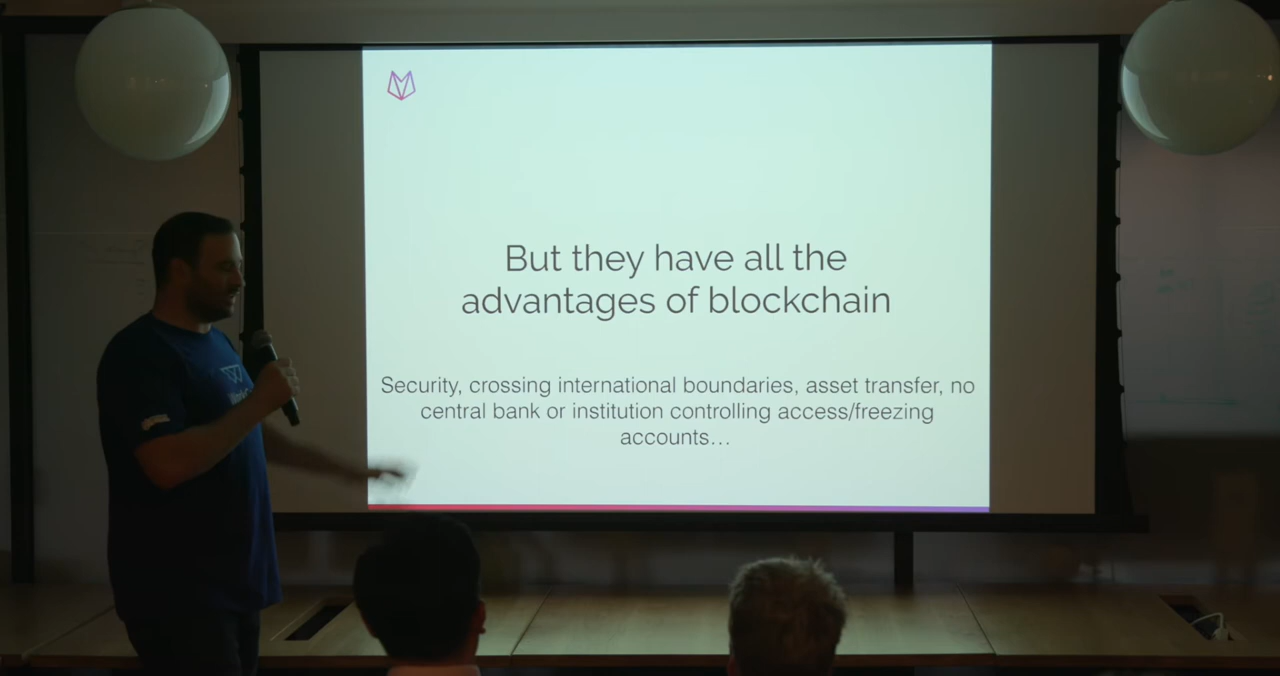 But they have all the
advantages of blockchain
Security, crossing international boundaries, asset transfer, no
central bank or institution controlling access/freezing
accounts…